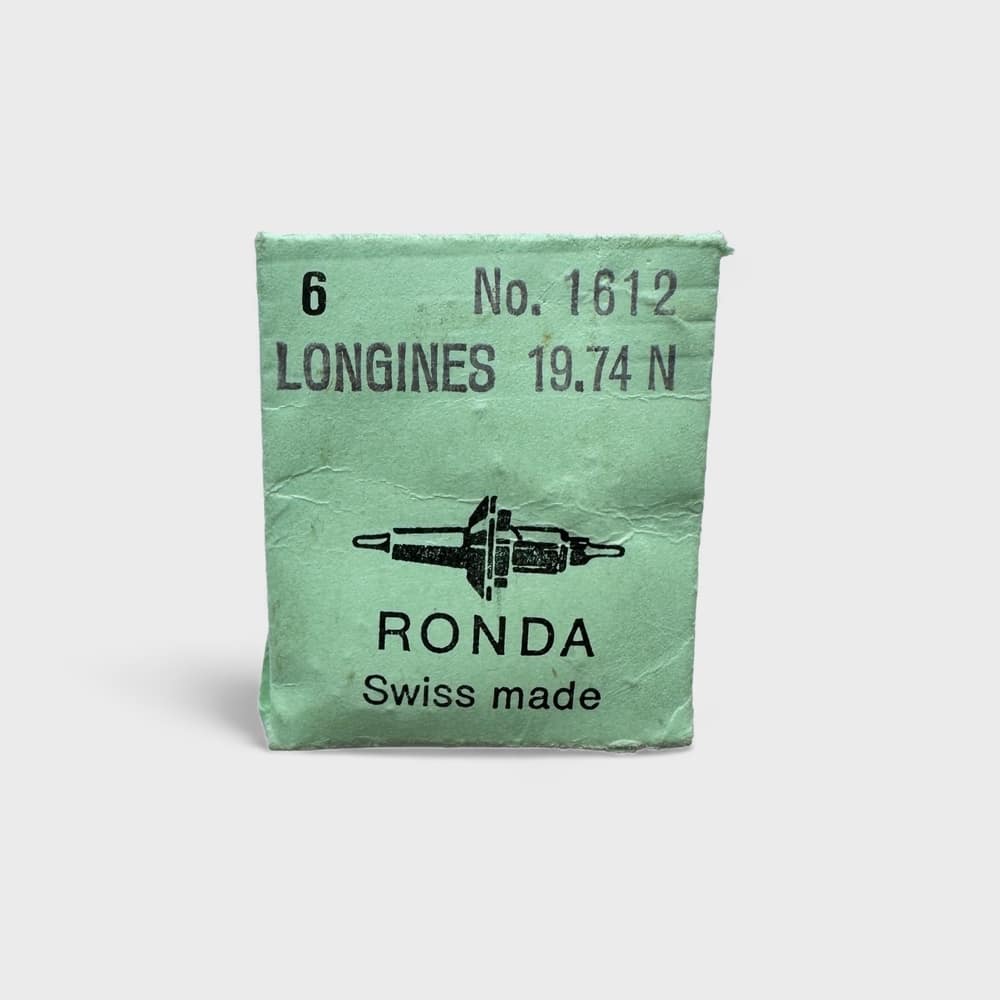 6 No. 1612
LONGINES 19.74 N
RONDA
Swiss made